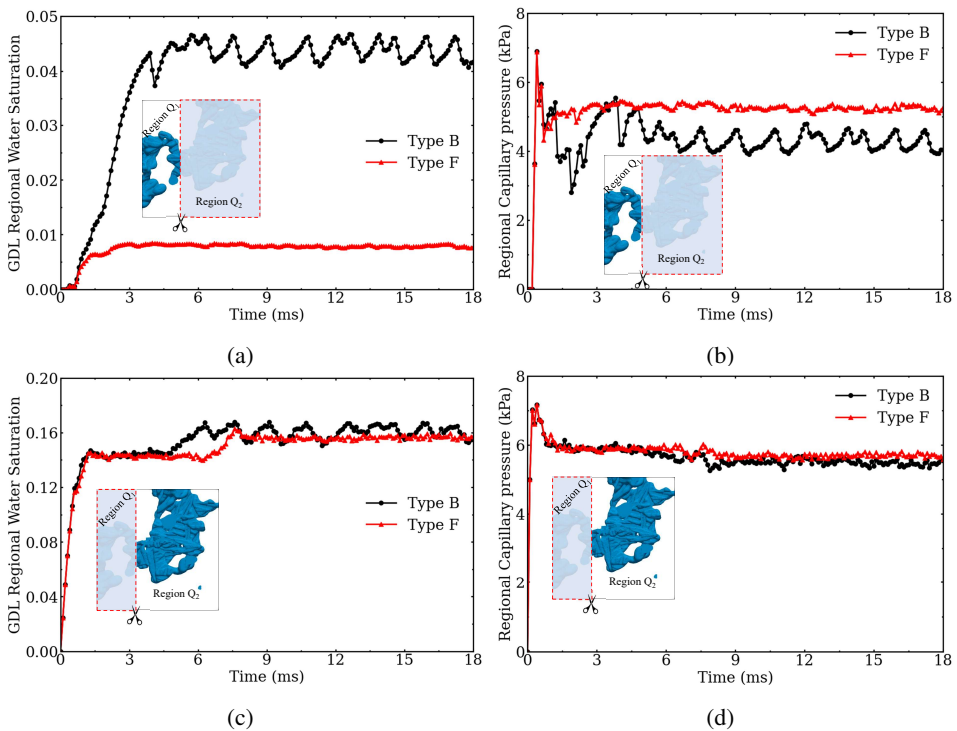 GDL Regional Water Saturation
0.05
0.04
0.03
0.02
0.01
0.00
0 3 6 9 12 15 18
Time (ms)
Type B
Type F
Region Q₁
Region Q₂
(a)
Regional Capillary pressure (kPa)
8
6
4
2
0
0 3 6 9 12 15 18
Time (ms)
Type B
Type F
Region Q₁
Region Q₂
(b)
GDL Regional Water Saturation
0.20
0.16
0.12
0.08
0.04
0.00
0 3 6 9 12 15 18
Time (ms)
Type B
Type F
Region Q₁
Region Q₂
(c)
Regional Capillary pressure (kPa)
8
6
4
2
0
0 3 6 9 12 15 18
Time (ms)
Type B
Type F
Region Q₁
Region Q₂
(d)